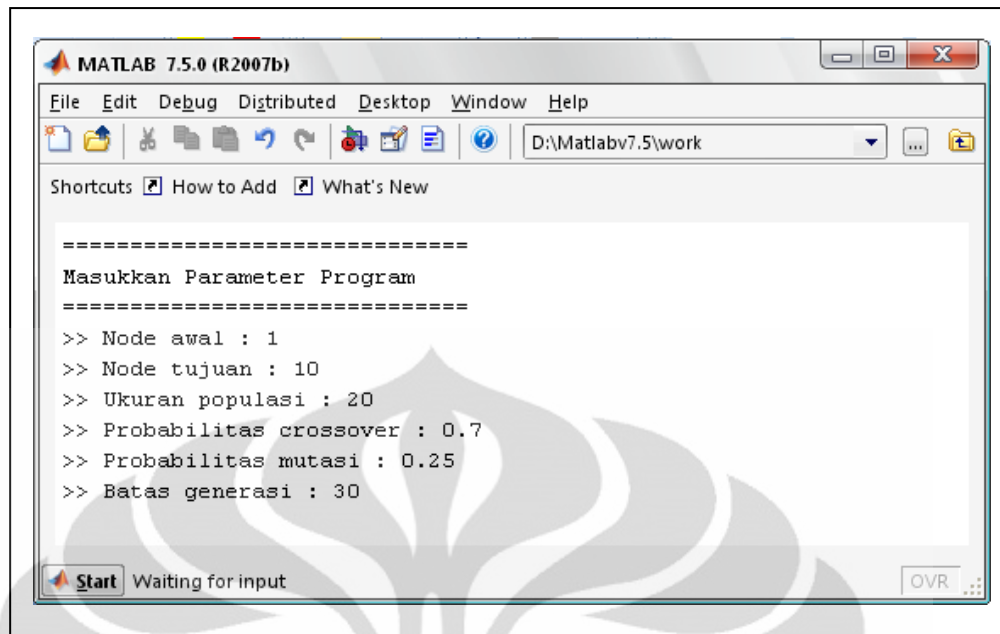 MATLAB 7.5.0 (R2007b)
File Edit Debug Distributed Desktop Window Help
D:\Matlabv7.5\work ...
Shortcuts How to Add What's New
==============================
Masukkan Parameter Program
==============================
>> Node awal : 1
>> Node tujuan : 10
>> Ukuran populasi : 20
>> Probabilitas crossover : 0.7
>> Probabilitas mutasi : 0.25
>> Batas generasi : 30
Start Waiting for input OVR